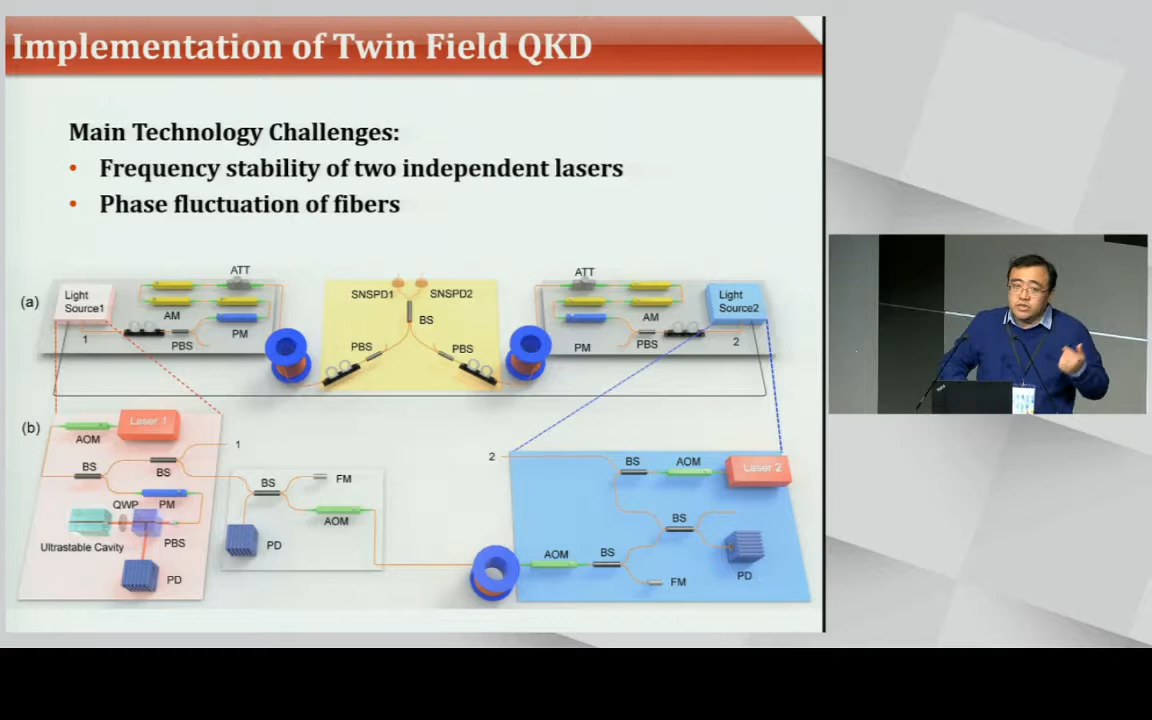 Implementation of Twin Field QKD
Main Technology Challenges:
• Frequency stability of two independent lasers
• Phase fluctuation of fibers
(a)
Light
Source1
1
ATT
AM
PM
PBS
SNSPD1
SNSPD2
BS
PBS
PBS
ATT
AM
PM
PBS
Light
Source2
2
(b)
Laser 1
AOM
1
BS
BS
QWP
PM
Ultrastable Cavity
PBS
PD
BS
FM
AOM
PD
2
BS
AOM
Laser 2
BS
AOM
BS
PD
FM